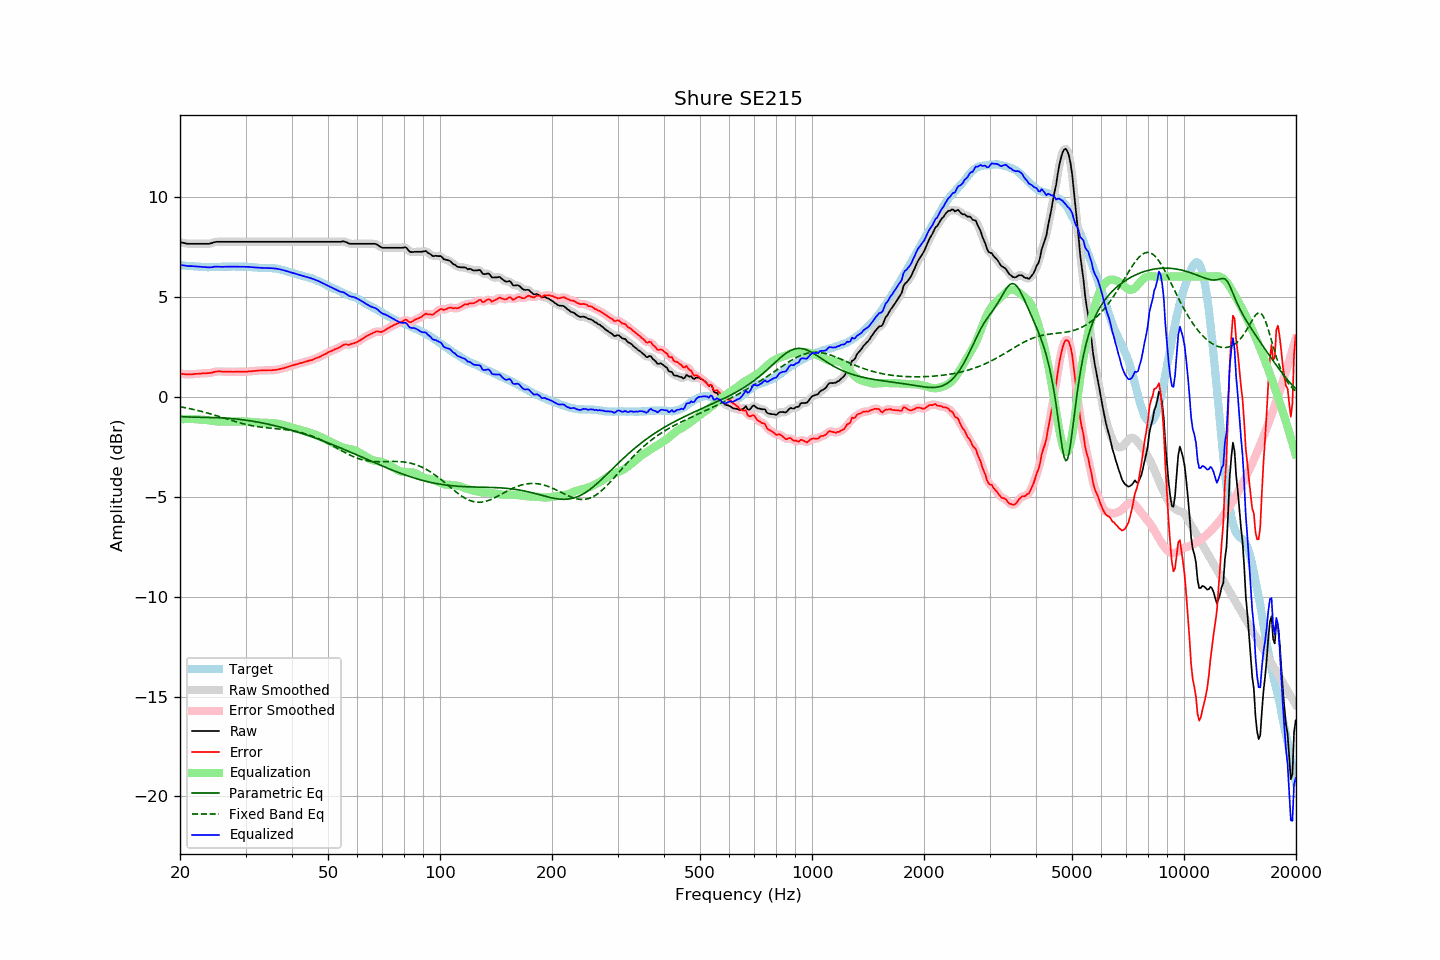 Shure SE215
Amplitude (dBr)
10
5
0
−5
−10
−15
−20
Target
Raw Smoothed
Error Smoothed
Raw
Error
Equalization
Parametric Eq
Fixed Band Eq
Equalized
20 50 100 200 500 1000 2000 5000 10000 20000
Frequency (Hz)